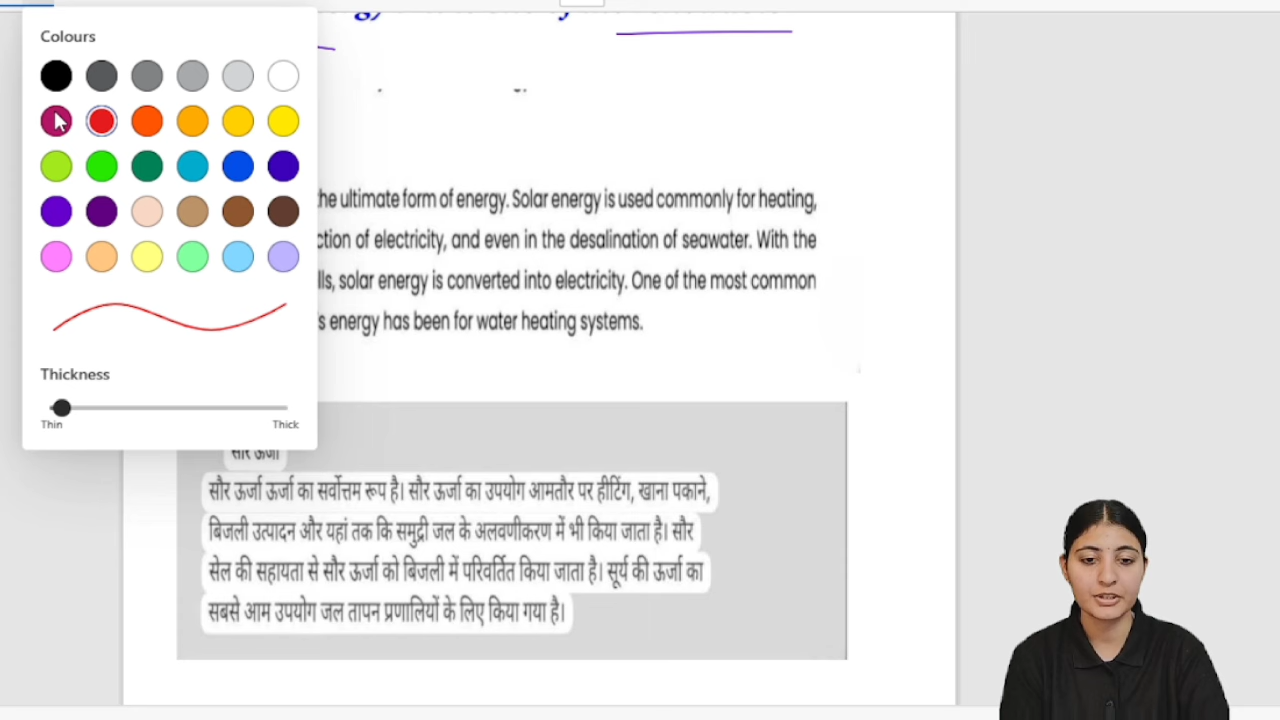 Colours
he ultimate form of energy. Solar energy is used commonly for heating,
ction of electricity, and even in the desalination of seawater. With the
lls, solar energy is converted into electricity. One of the most common
s energy has been for water heating systems.
Thickness
Thin Thick
सौर ऊर्जा
सौर ऊर्जा ऊर्जा का सर्वोत्तम रूप है। सौर ऊर्जा का उपयोग आमतौर पर हीटिंग, खाना पकाने,
बिजली उत्पादन और यहां तक कि समुद्री जल के अलवणीकरण में भी किया जाता है। सौर
सेल की सहायता से सौर ऊर्जा को बिजली में परिवर्तित किया जाता है। सूर्य की ऊर्जा का
सबसे आम उपयोग जल तापन प्रणालियों के लिए किया गया है।